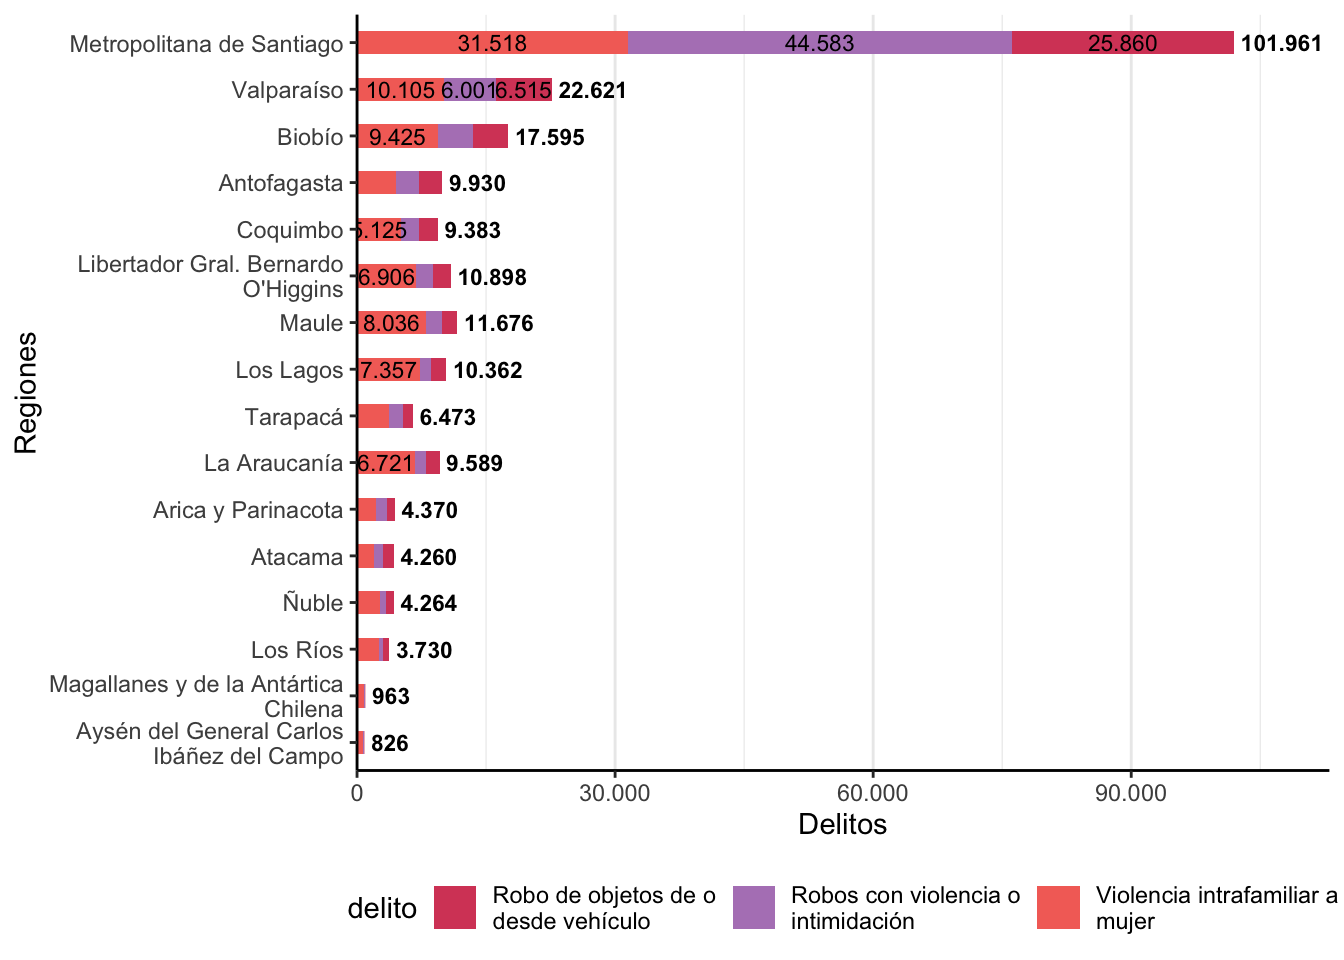 Metropolitana de Santiago 31.518 44.583 25.860 101.961
Valparaíso 10.105 6.001 6.515 22.621
Biobío 9.425 17.595
Antofagasta 9.930
Coquimbo 5.125 9.383
Libertador Gral. Bernardo
O'Higgins 6.906 10.898
Maule 8.036 11.676
Los Lagos 7.357 10.362
Tarapacá 6.473
La Araucanía 6.721 9.589
Arica y Parinacota 4.370
Atacama 4.260
Ñuble 4.264
Los Ríos 3.730
Magallanes y de la Antártica
Chilena 963
Aysén del General Carlos
Ibáñez del Campo 826
Regiones
0 30.000 60.000 90.000
Delitos
delito
Robo de objetos de o
desde vehículo
Robos con violencia o
intimidación
Violencia intrafamiliar a
mujer